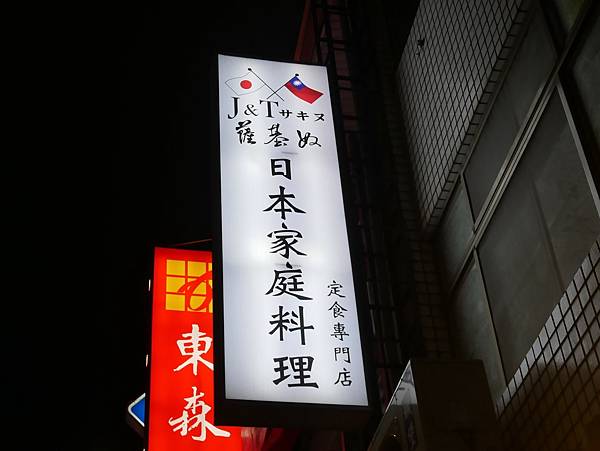 J&Tサキヌ
薩基奴
日本家庭料理
定食專門店
東森